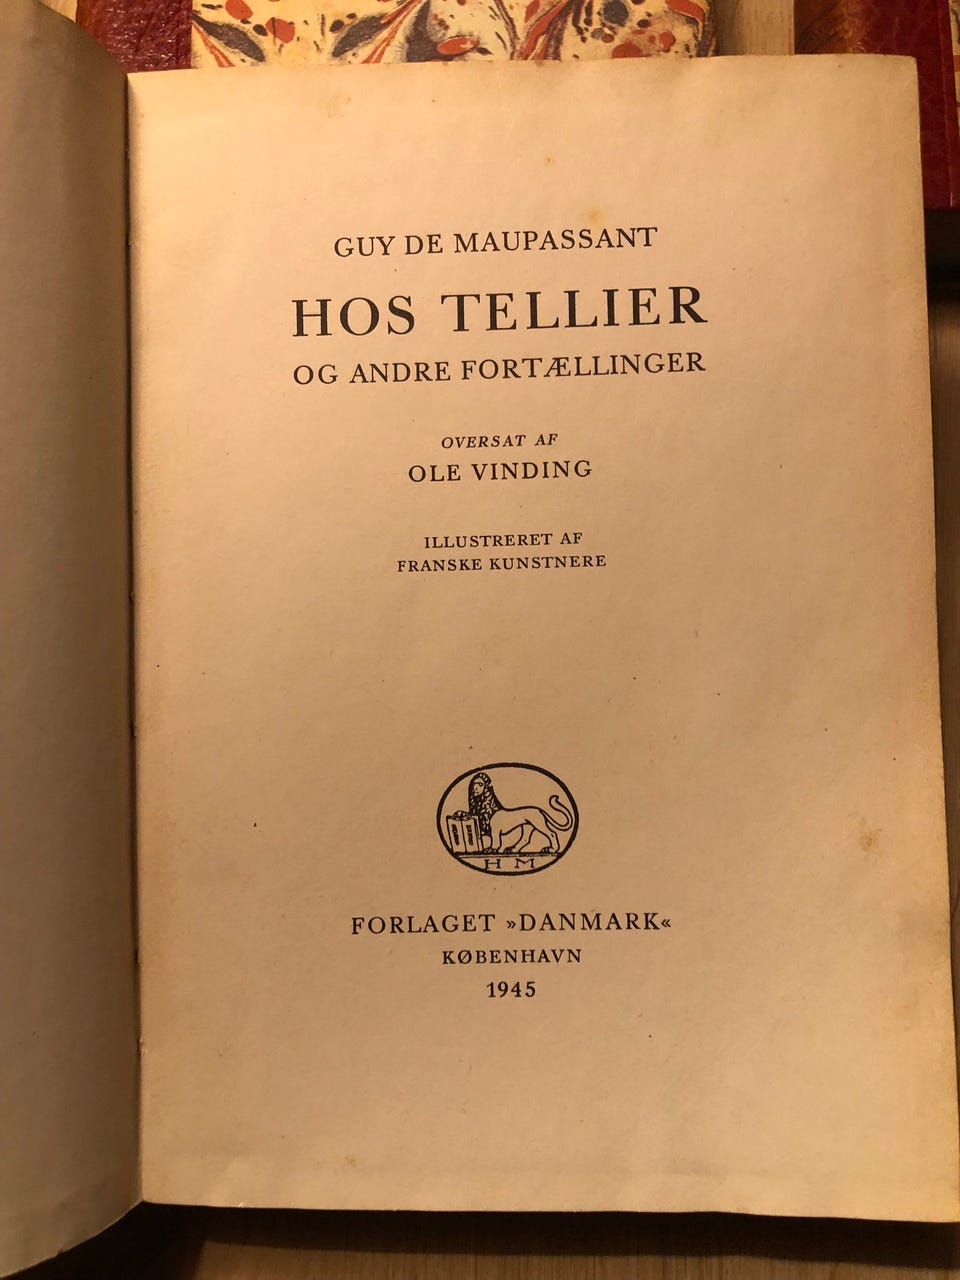 GUY DE MAUPASSANT
HOS TELLIER
OG ANDRE FORTÆLLINGER
OVERSAT AF
OLE VINDING
ILLUSTRERET AF
FRANSKE KUNSTNERE
H M
FORLAGET »DANMARK«
KØBENHAVN
1945